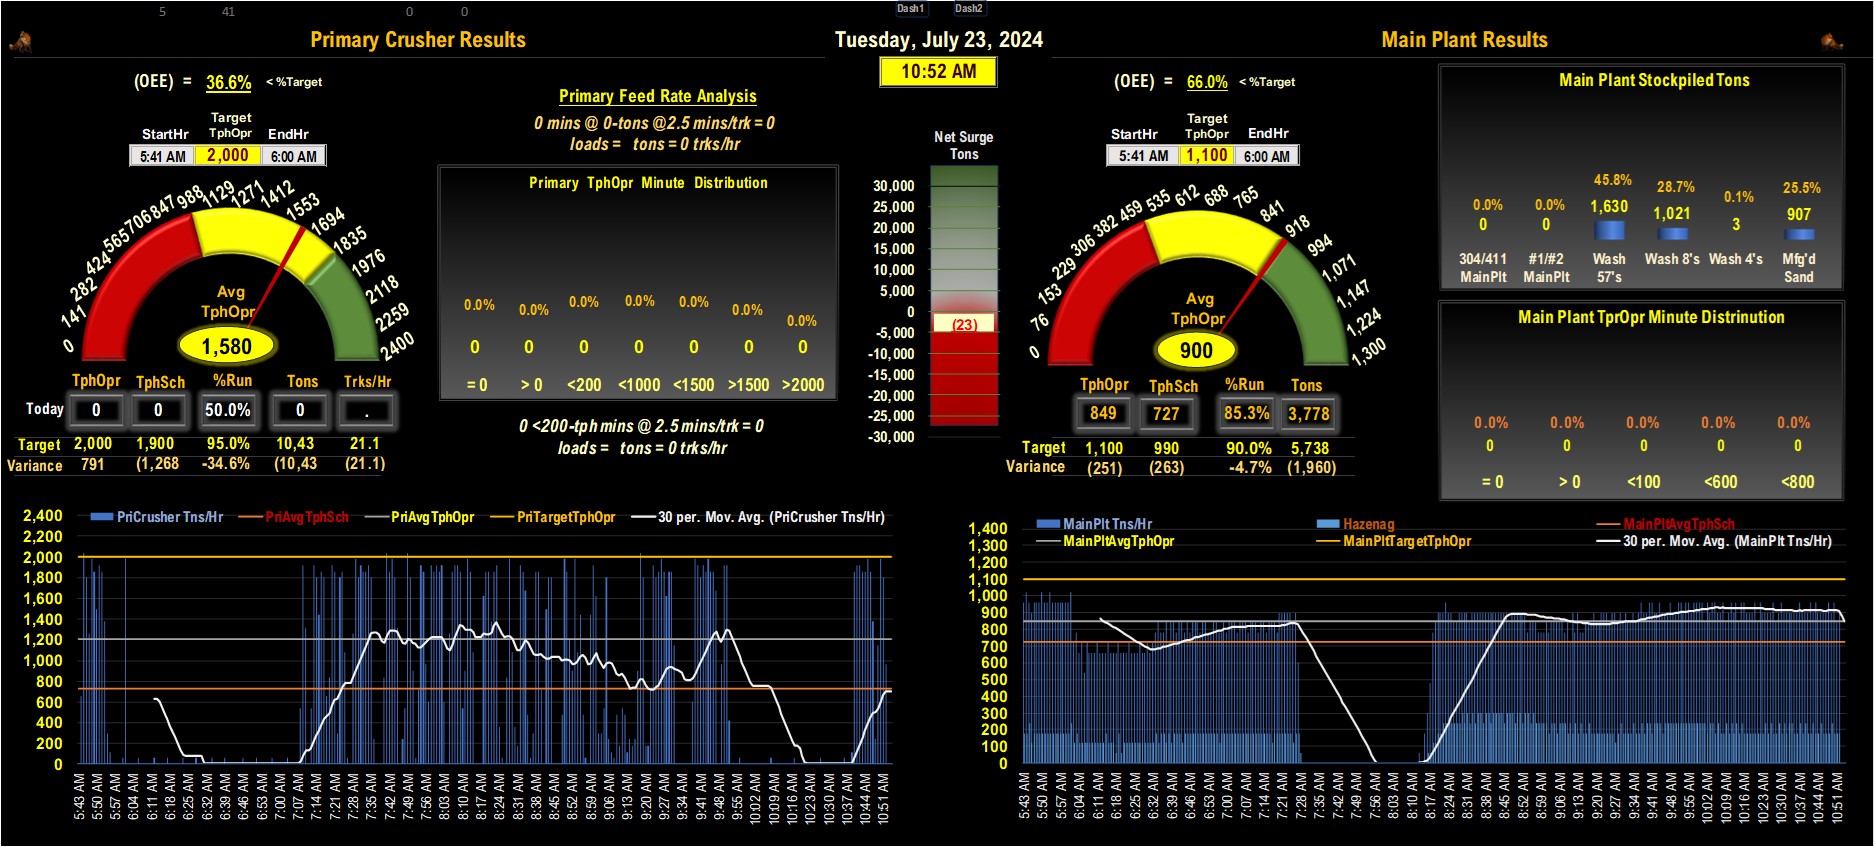 5 41 0 0
Dash1 Dash2
Primary Crusher Results
Tuesday, July 23, 2024
Main Plant Results
10:52 AM
(OEE) = 36.6% < %Target
Target
StartHr TphOpr EndHr
5:41 AM 2,000 6:00 AM
0 141 282 424 565 706 847 988 1129 1271 1412 1553 1694 1835 1976 2118 2259 2400
Avg
TphOpr
1,580
TphOpr TphSch %Run Tons Trks/Hr
Today 0 0 50.0% 0 .
Target 2,000 1,900 95.0% 10,43 21.1
Variance 791 (1,268 -34.6% (10,43 (21.1)
Primary Feed Rate Analysis
0 mins @ 0-tons @2.5 mins/trk = 0
loads = tons = 0 trks/hr
Primary TphOpr Minute Distribution
0.0% 0.0% 0.0% 0.0% 0.0% 0.0% 0.0%
0 0 0 0 0 0 0
= 0 > 0 <200 <1000 <1500 >1500 >2000
0 <200-tph mins @ 2.5 mins/trk = 0
loads = tons = 0 trks/hr
Net Surge
Tons
30,000
25,000
20,000
15,000
10,000
5,000
0
(23)
-5,000
-10,000
-15,000
-20,000
-25,000
-30,000
(OEE) = 66.0% < %Target
Target
StartHr TphOpr EndHr
5:41 AM 1,100 6:00 AM
0 76 153 229 306 382 459 535 612 688 765 841 918 994 1,071 1,147 1,224 1,300
Avg
TphOpr
900
TphOpr TphSch %Run Tons
849 727 85.3% 3,778
Target 1,100 990 90.0% 5,738
Variance (251) (263) -4.7% (1,960)
Main Plant Stockpiled Tons
0.0% 0.0% 45.8% 28.7% 0.1% 25.5%
0 0 1,630 1,021 3 907
304/411 #1/#2 Wash Wash 8's Wash 4's Mfg'd
MainPlt MainPlt 57's Sand
Main Plant TprOpr Minute Distrinution
0.0% 0.0% 0.0% 0.0% 0.0%
0 0 0 0 0
= 0 > 0 <100 <600 <800
PriCrusher Tns/Hr PriAvgTphSch PriAvgTphOpr PriTargetTphOpr 30 per. Mov. Avg. (PriCrusher Tns/Hr)
2,400
2,200
2,000
1,800
1,600
1,400
1,200
1,000
800
600
400
200
0
5:43 AM 5:50 AM 5:57 AM 6:04 AM 6:11 AM 6:18 AM 6:25 AM 6:32 AM 6:39 AM 6:46 AM 6:53 AM 7:00 AM 7:07 AM 7:14 AM 7:21 AM 7:28 AM 7:35 AM 7:42 AM 7:49 AM 7:56 AM 8:03 AM 8:10 AM 8:17 AM 8:24 AM 8:31 AM 8:38 AM 8:45 AM 8:52 AM 8:59 AM 9:06 AM 9:13 AM 9:20 AM 9:27 AM 9:34 AM 9:41 AM 9:48 AM 9:55 AM 10:02 AM 10:09 AM 10:16 AM 10:23 AM 10:30 AM 10:37 AM 10:44 AM 10:51 AM
MainPlt Tns/Hr Hazenag MainPltAvgTphSch
MainPltAvgTphOpr MainPltTargetTphOpr 30 per. Mov. Avg. (MainPlt Tns/Hr)
1,400
1,300
1,200
1,100
1,000
900
800
700
600
500
400
300
200
100
0
5:43 AM 5:50 AM 5:57 AM 6:04 AM 6:11 AM 6:18 AM 6:25 AM 6:32 AM 6:39 AM 6:46 AM 6:53 AM 7:00 AM 7:07 AM 7:14 AM 7:21 AM 7:28 AM 7:35 AM 7:42 AM 7:49 AM 7:56 AM 8:03 AM 8:10 AM 8:17 AM 8:24 AM 8:31 AM 8:38 AM 8:45 AM 8:52 AM 8:59 AM 9:06 AM 9:13 AM 9:20 AM 9:27 AM 9:34 AM 9:41 AM 9:48 AM 9:55 AM 10:02 AM 10:09 AM 10:16 AM 10:23 AM 10:30 AM 10:37 AM 10:44 AM 10:51 AM